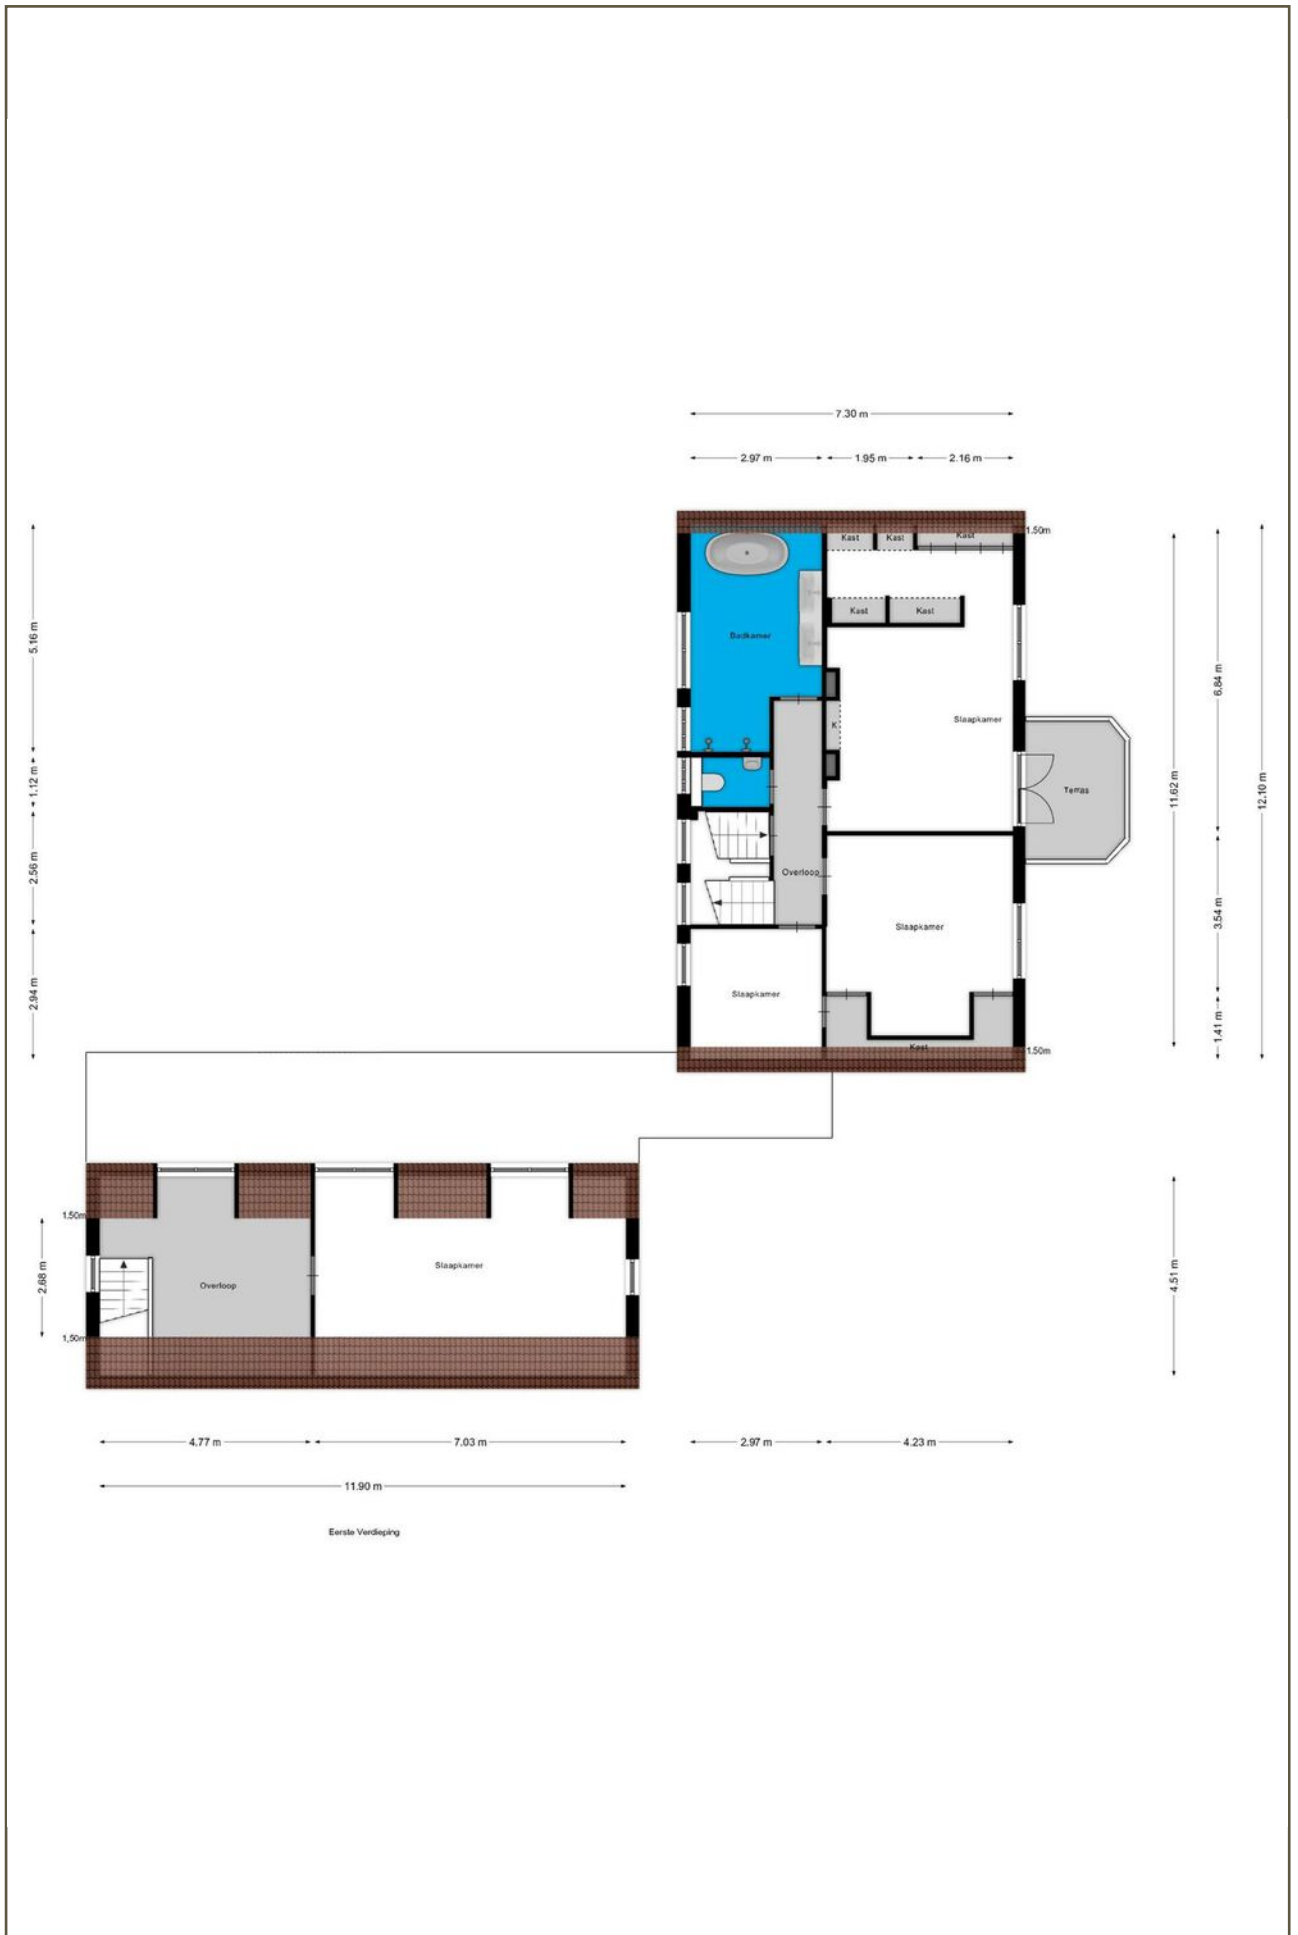 7.30 m
2.97 m
1.95 m
2.16 m
1.50m
Kast
Kast
Kast
Kast
Kast
Badkamer
5.16 m
6.84 m
Slaapkamer
K
1.12 m
Terras
11.62 m
12.10 m
2.56 m
Overloop
3.54 m
Slaapkamer
2.94 m
Slaapkamer
1.41 m
Kast
1.50m
1.50m
2.68 m
Slaapkamer
Overloop
4.51 m
1,50m
4.77 m
7.03 m
2.97 m
4.23 m
11.90 m
Eerste Verdieping